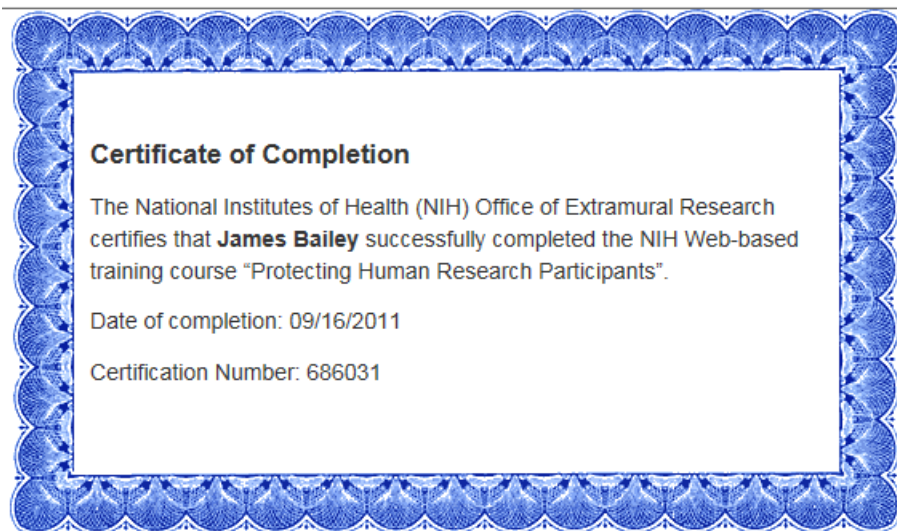 Certificate of Completion
The National Institutes of Health (NIH) Office of Extramural Research
certifies that James Bailey successfully completed the NIH Web-based
training course “Protecting Human Research Participants”.
Date of completion: 09/16/2011
Certification Number: 686031